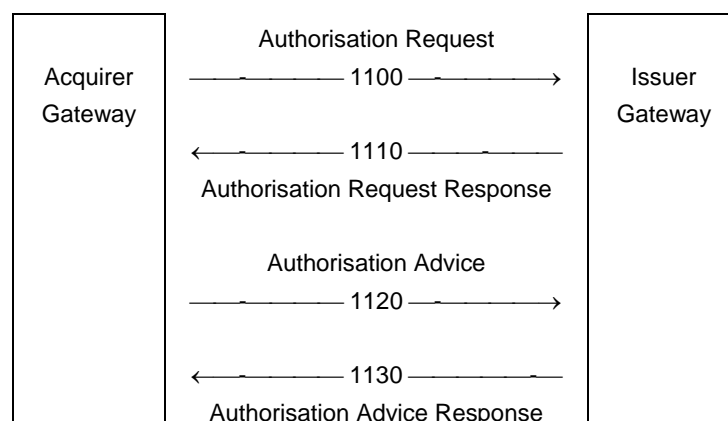 Authorisation Request
Acquirer
Gateway
1100
Issuer
Gateway
1110
Authorisation Request Response
Authorisation Advice
1120
1130
Authorisation Advice Response